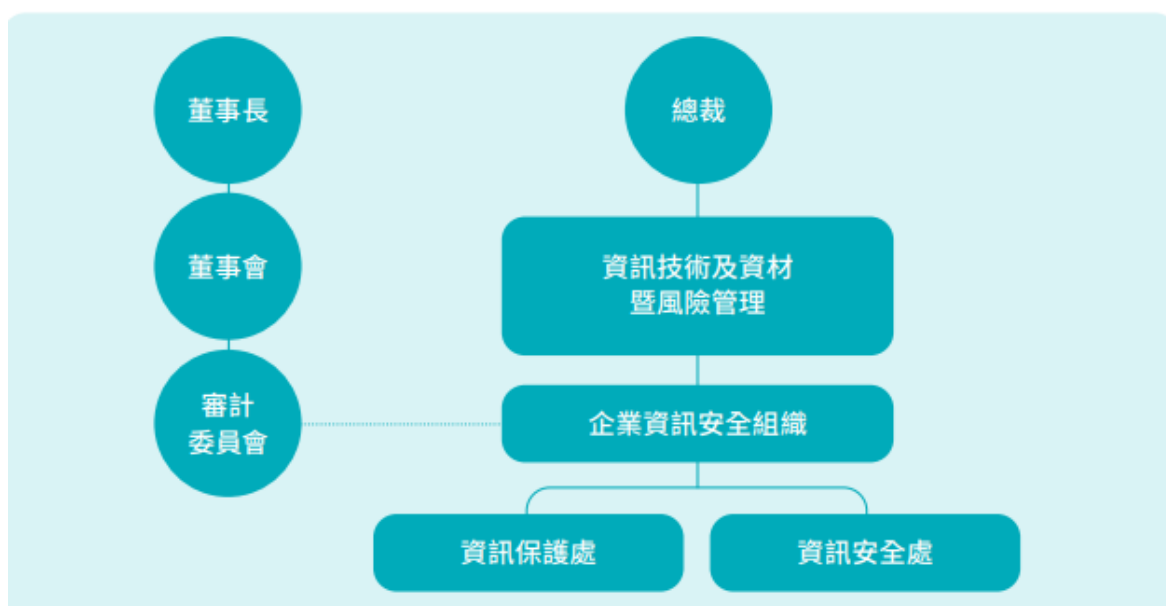 董事長
總裁
董事會
資訊技術及資材
暨風險管理
審計
委員會
企業資訊安全組織
資訊保護處
資訊安全處